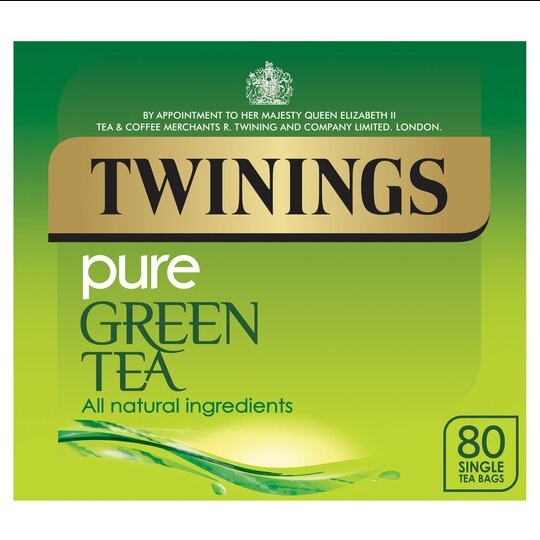 BY APPOINTMENT TO HER MAJESTY QUEEN ELIZABETH II
TEA & COFFEE MERCHANTS R. TWINING AND COMPANY LIMITED. LONDON.
TWININGS
pure
GREEN
TEA
All natural ingredients
80
SINGLE
TEA BAGS